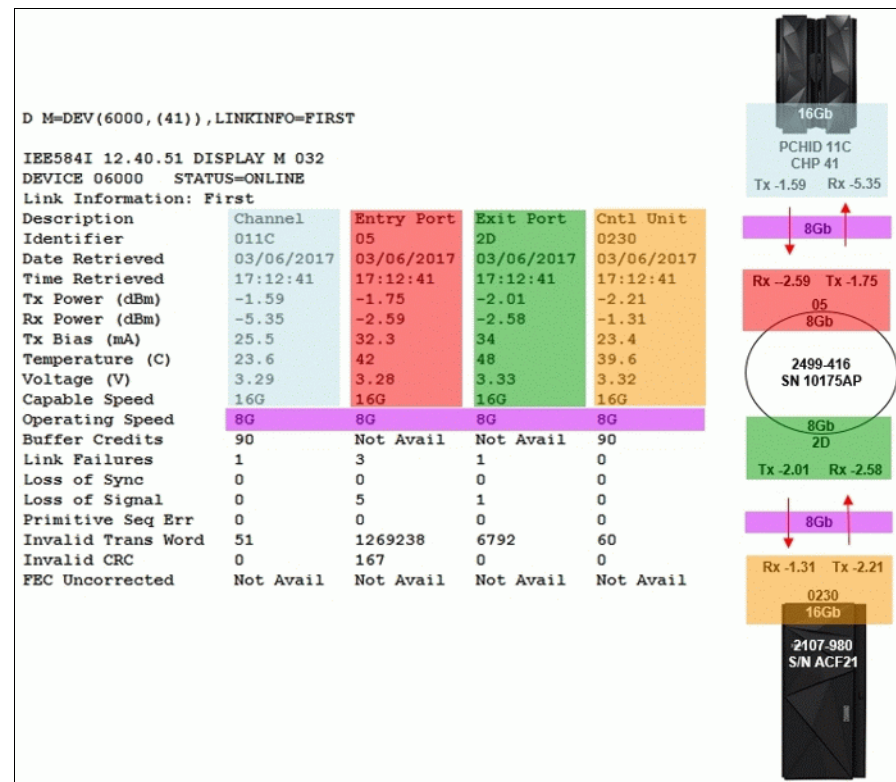 D M=DEV(6000,(41)),LINKINFO=FIRST
IEE584I 12.40.51 DISPLAY M 032
DEVICE 06000 STATUS=ONLINE
Link Information: First
Description Channel Entry Port Exit Port Cntl Unit
Identifier 011C 05 2D 0230
Date Retrieved 03/06/2017 03/06/2017 03/06/2017 03/06/2017
Time Retrieved 17:12:41 17:12:41 17:12:41 17:12:41
Tx Power (dBm) -1.59 -1.75 -2.01 -2.21
Rx Power (dBm) -5.35 -2.59 -2.58 -1.31
Tx Bias (mA) 25.5 32.3 34 23.4
Temperature (C) 23.6 42 48 39.6
Voltage (V) 3.29 3.28 3.33 3.32
Capable Speed 16G 16G 16G 16G
Operating Speed 8G 8G 8G 8G
Buffer Credits 90 Not Avail Not Avail 90
Link Failures 1 3 1 0
Loss of Sync 0 0 0 0
Loss of Signal 0 5 1 0
Primitive Seq Err 0 0 0 0
Invalid Trans Word 51 1269238 6792 60
Invalid CRC 0 167 0 0
FEC Uncorrected Not Avail Not Avail Not Avail Not Avail
16Gb
PCHID 11C
CHP 41
Tx -1.59 Rx -5.35
8Gb
Rx --2.59 Tx -1.75
05
8Gb
2499-416
SN 10175AP
8Gb
2D
Tx -2.01 Rx -2.58
8Gb
Rx -1.31 Tx -2.21
0230
16Gb
2107-980
S/N ACF21